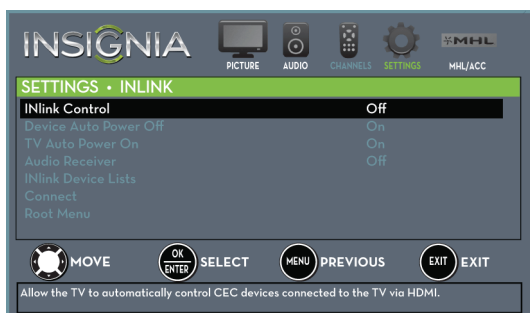 INSIGNIA
PICTURE AUDIO CHANNELS SETTINGS MHL MHL/ACC
SETTINGS • INLINK
INlink Control Off
Device Auto Power Off On
TV Auto Power On On
Audio Receiver Off
INlink Device Lists
Connect
Root Menu
MOVE OK ENTER SELECT MENU PREVIOUS EXIT EXIT
Allow the TV to automatically control CEC devices connected to the TV via HDMI.